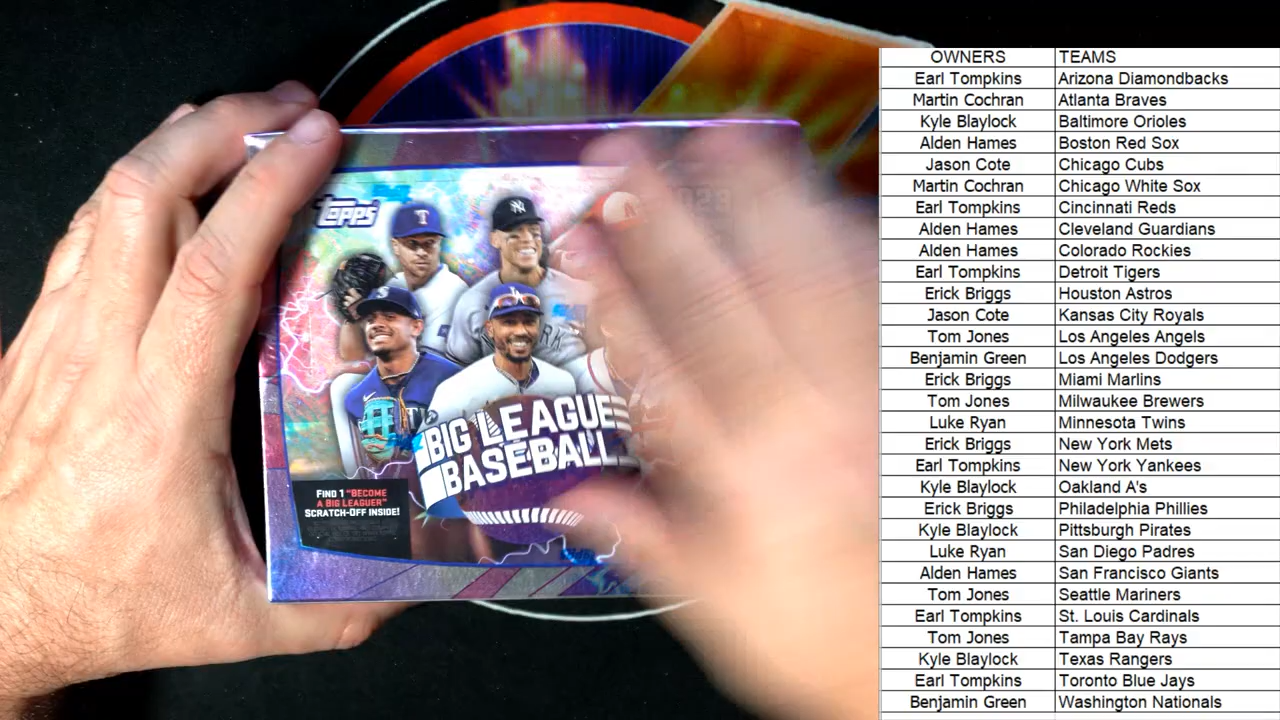 OWNERS TEAMS
Earl Tompkins Arizona Diamondbacks
Martin Cochran Atlanta Braves
Kyle Blaylock Baltimore Orioles
Alden Hames Boston Red Sox
Jason Cote Chicago Cubs
Martin Cochran Chicago White Sox
Earl Tompkins Cincinnati Reds
Alden Hames Cleveland Guardians
Alden Hames Colorado Rockies
Earl Tompkins Detroit Tigers
Erick Briggs Houston Astros
Jason Cote Kansas City Royals
Tom Jones Los Angeles Angels
Benjamin Green Los Angeles Dodgers
Erick Briggs Miami Marlins
Tom Jones Milwaukee Brewers
Luke Ryan Minnesota Twins
Erick Briggs New York Mets
Earl Tompkins New York Yankees
Kyle Blaylock Oakland A's
Erick Briggs Philadelphia Phillies
Kyle Blaylock Pittsburgh Pirates
Luke Ryan San Diego Padres
Alden Hames San Francisco Giants
Tom Jones Seattle Mariners
Earl Tompkins St. Louis Cardinals
Tom Jones Tampa Bay Rays
Kyle Blaylock Texas Rangers
Earl Tompkins Toronto Blue Jays
Benjamin Green Washington Nationals
TOPPS
BIG LEAGUE
BASEBALL
FIND 1 "BECOME
A BIG LEAGUER"
SCRATCH-OFF INSIDE!